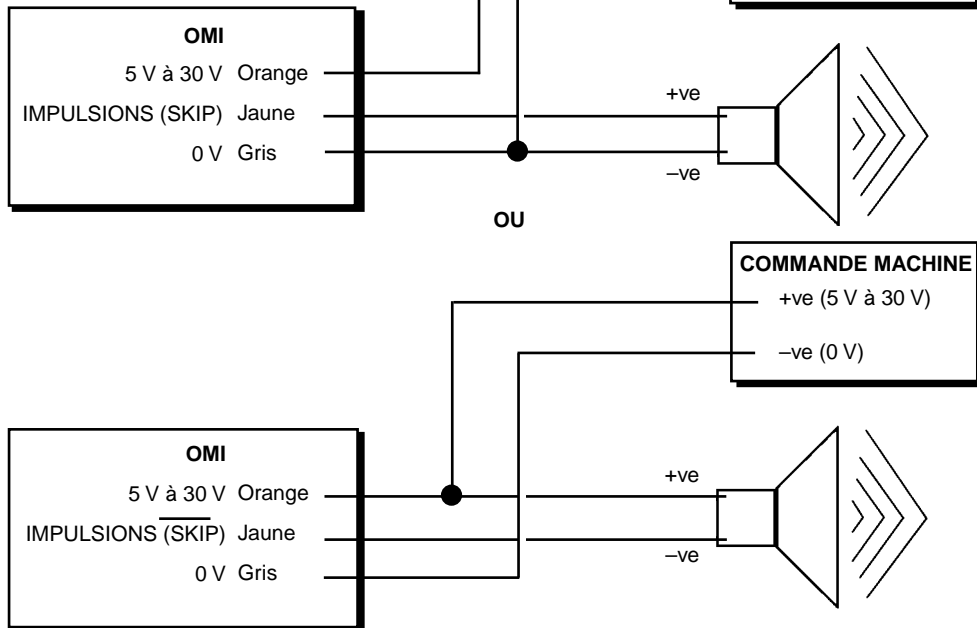 OMI
5 V à 30 V Orange
IMPULSIONS (SKIP) Jaune
0 V Gris
+ve
–ve
OU
COMMANDE MACHINE
+ve (5 V à 30 V)
–ve (0 V)
OMI
5 V à 30 V Orange
IMPULSIONS (SKIP) Jaune
0 V Gris
+ve
–ve